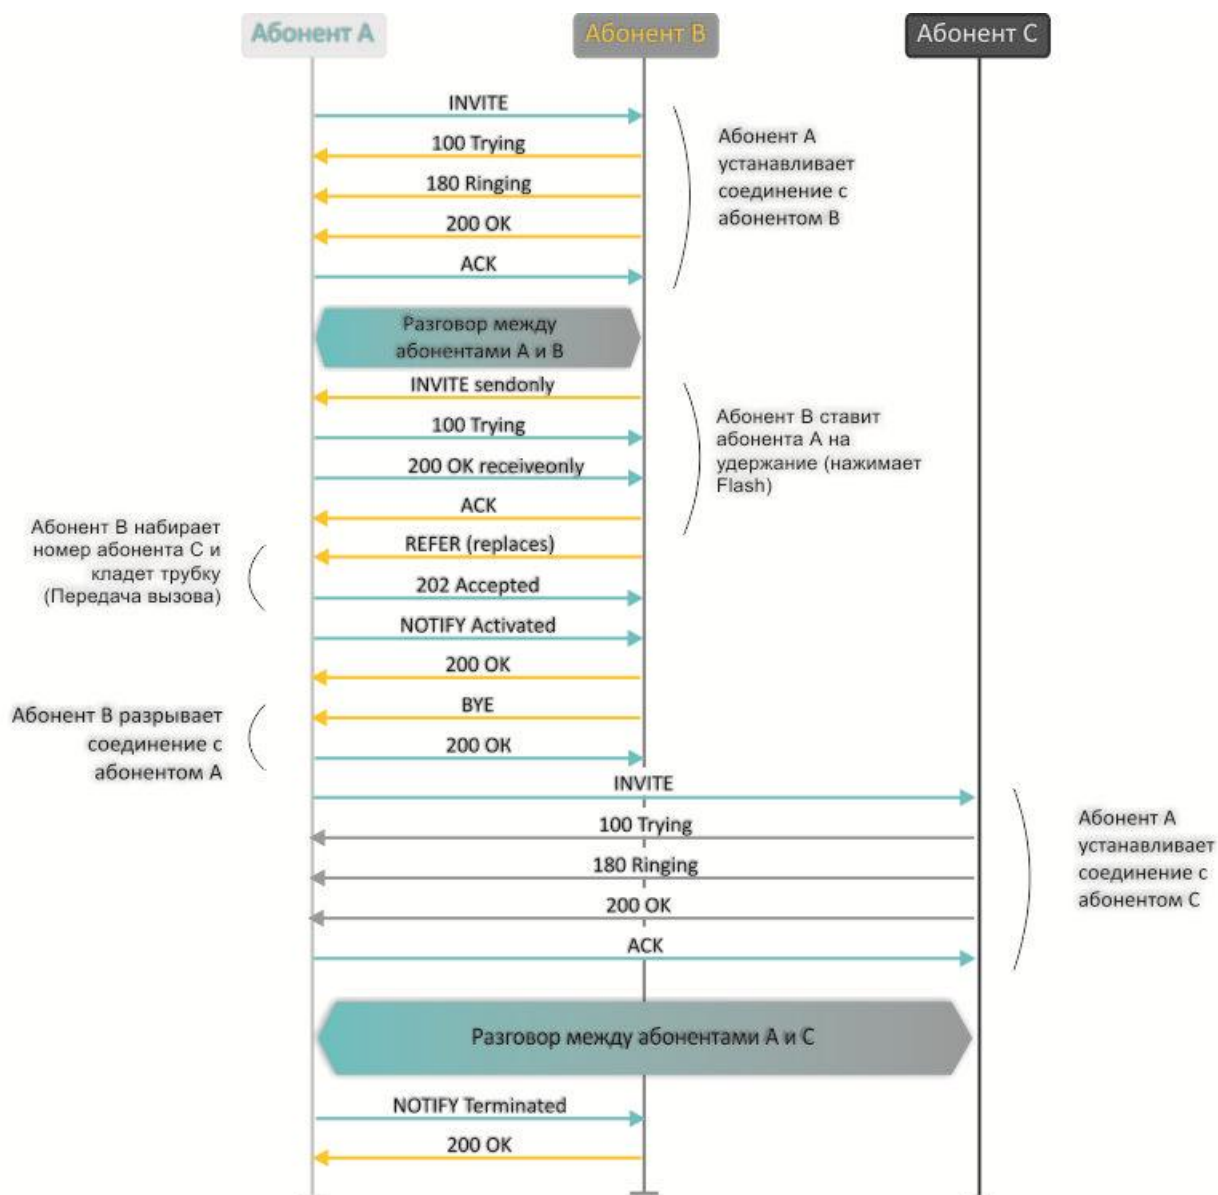 Абонент А
Абонент В
Абонент С
INVITE
100 Trying
180 Ringing
200 OK
ACK
Абонент А
устанавливает
соединение с
абонентом В
Разговор между
абонентами А и В
INVITE sendonly
100 Trying
200 OK receiveonly
ACK
Абонент В ставит
абонента А на
удержание (нажимает
Flash)
REFER (replaces)
202 Accepted
Абонент В набирает
номер абонента С и
кладет трубку
(Передача вызова)
NOTIFY Activated
200 OK
BYE
200 OK
Абонент В разрывает
соединение с
абонентом А
INVITE
100 Trying
180 Ringing
200 OK
ACK
Абонент А
устанавливает
соединение с
абонентом С
Разговор между абонентами А и С
NOTIFY Terminated
200 OK